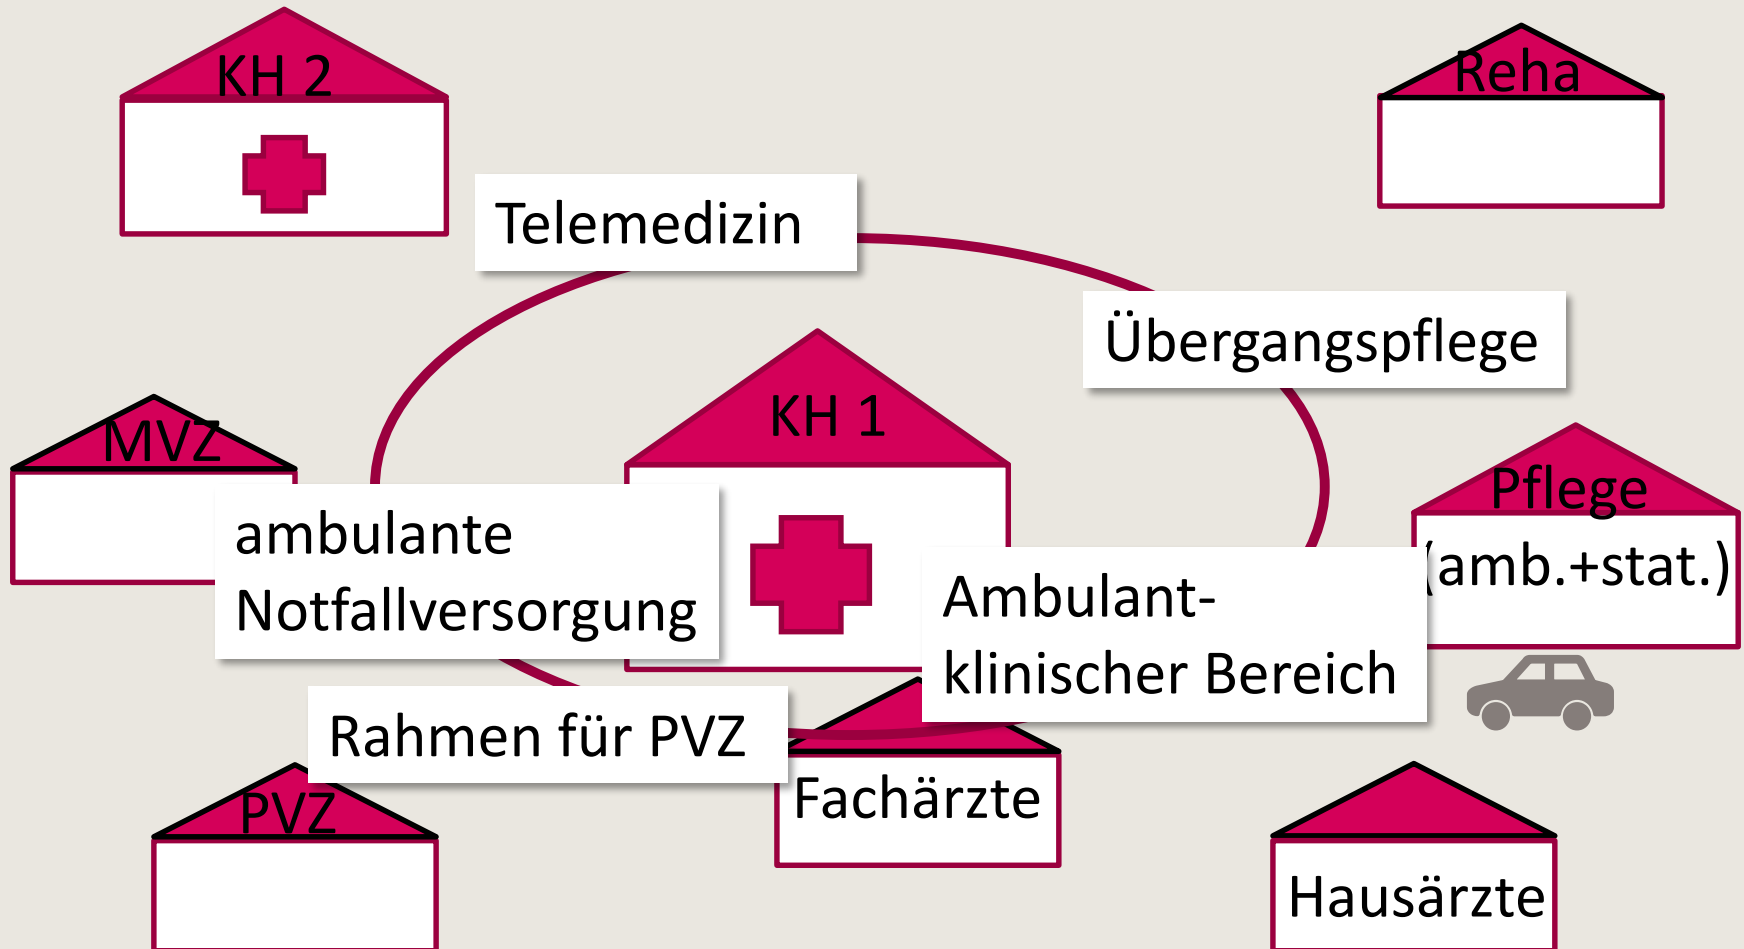 KH 2
Reha
Telemedizin
Übergangspflege
KH 1
MVZ
Pflege
(amb.+stat.)
ambulante
Notfallversorgung
Ambulant-
klinischer Bereich
Rahmen für PVZ
Fachärzte
PVZ
Hausärzte